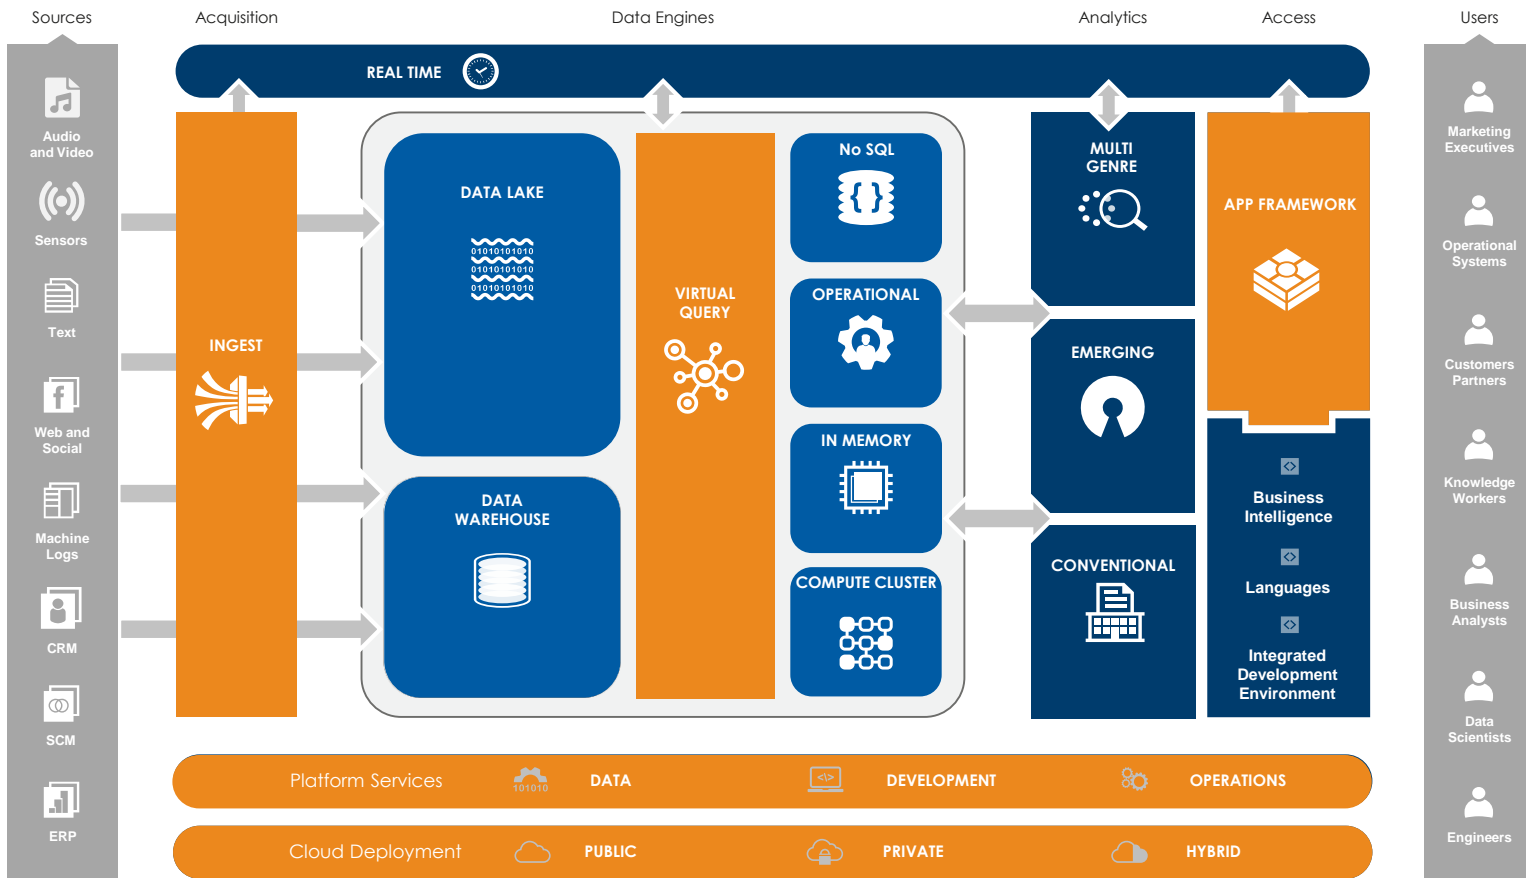 Sources
Acquisition
Data Engines
Analytics
Access
Users
REAL TIME
Audio
and Video
Sensors
Text
f
Web and
Social
Machine
Logs
CRM
SCM
ERP
INGEST
DATA LAKE
01010101010
01010101010
01010101010
DATA
WAREHOUSE
VIRTUAL
QUERY
No SQL
{ }
OPERATIONAL
IN MEMORY
COMPUTE CLUSTER
MULTI
GENRE
EMERGING
CONVENTIONAL
APP FRAMEWORK
<>
Business
Intelligence
<>
Languages
<>
Integrated
Development
Environment
Marketing
Executives
Operational
Systems
Customers
Partners
Knowledge
Workers
Business
Analysts
Data
Scientists
Engineers
Platform Services
101010
DATA
<\>
DEVELOPMENT
OPERATIONS
Cloud Deployment
PUBLIC
PRIVATE
HYBRID